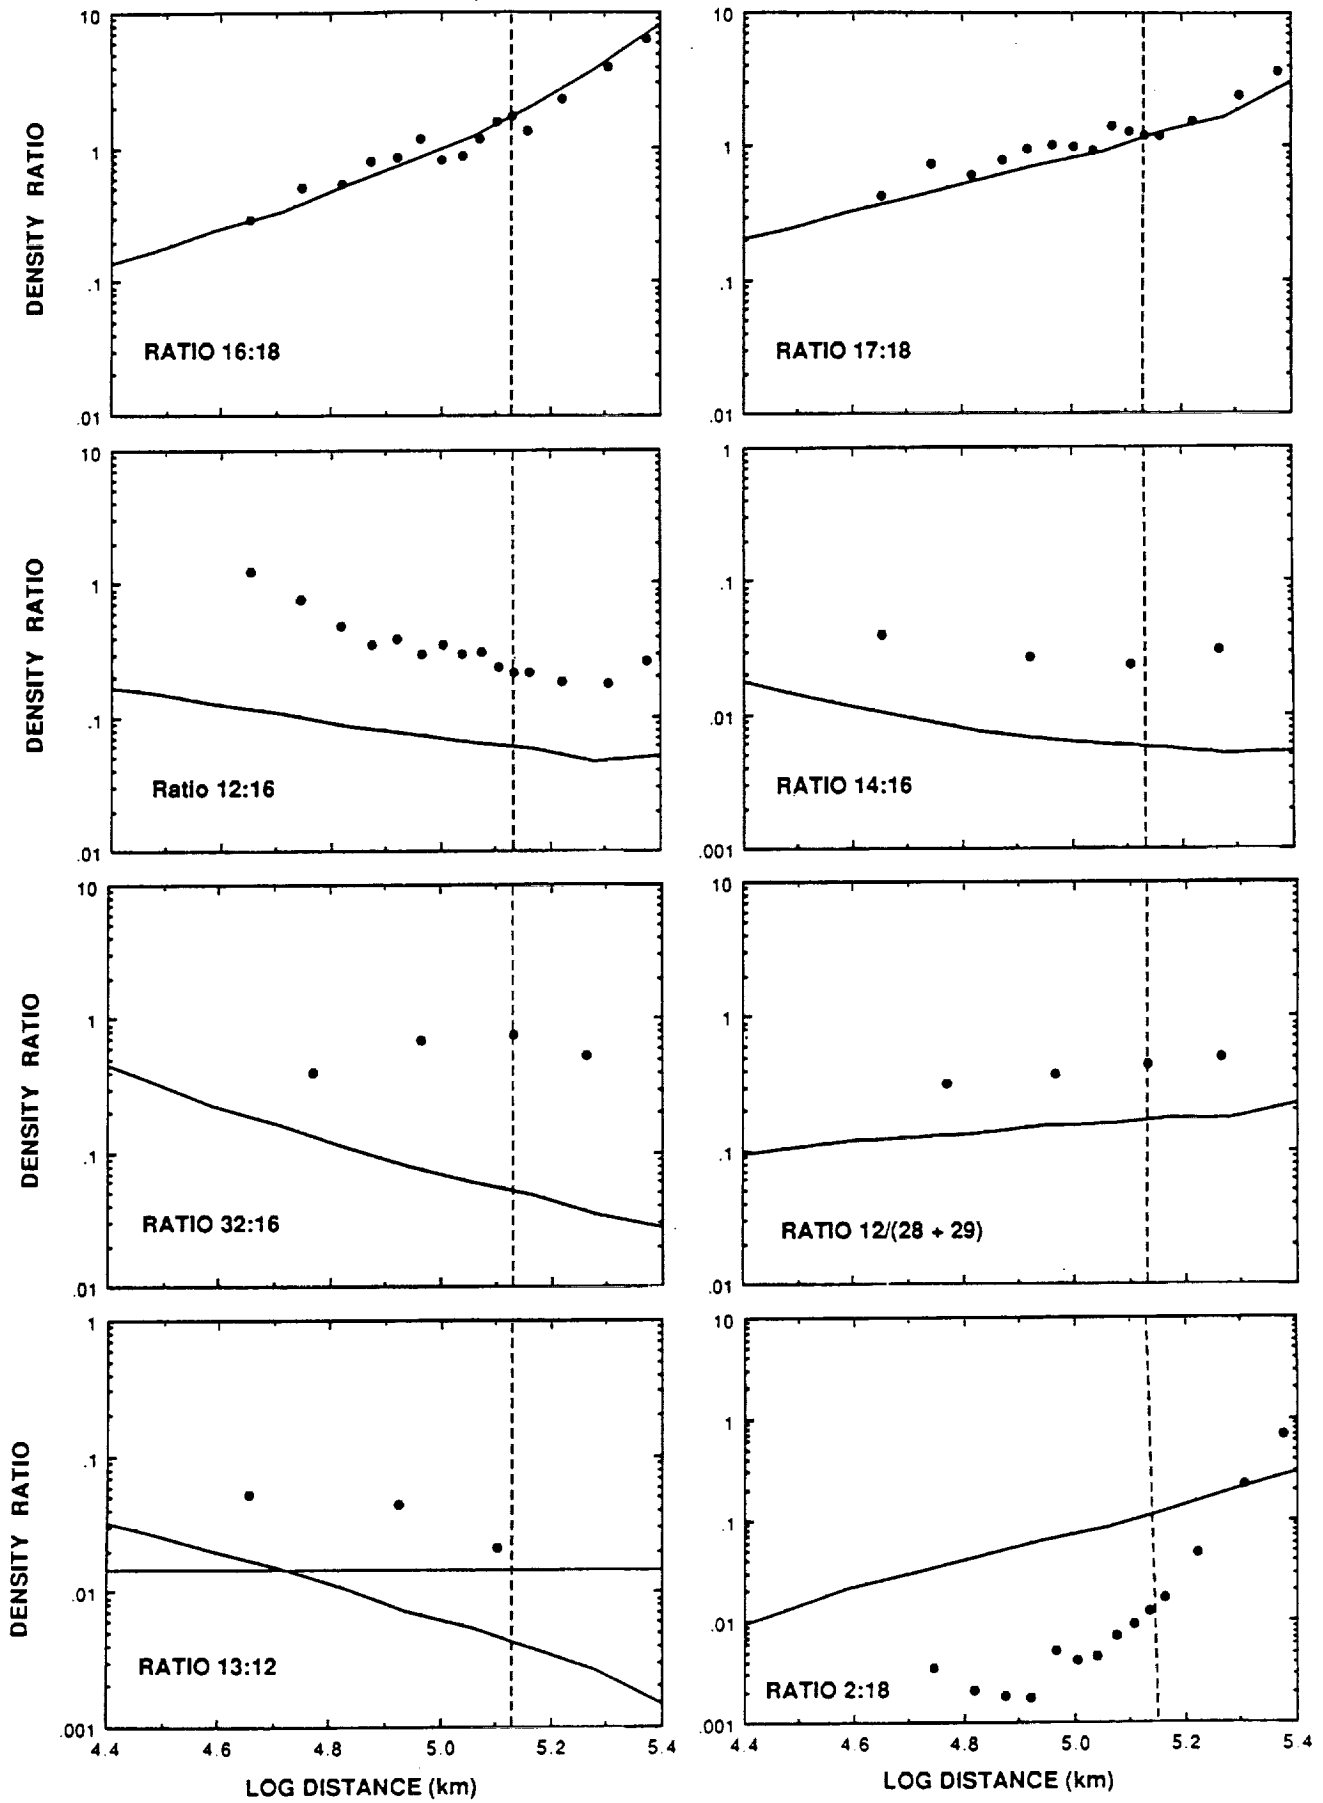 10
1
.1
.01
DENSITY RATIO
RATIO 16:18
10
1
.1
.01
RATIO 17:18
10
1
.1
.01
DENSITY RATIO
Ratio 12:16
1
.1
.01
.001
RATIO 14:16
10
1
.1
.01
DENSITY RATIO
RATIO 32:16
10
1
.1
.01
RATIO 12/(28 + 29)
1
.1
.01
.001
DENSITY RATIO
RATIO 13:12
4.4 4.6 4.8 5.0 5.2 5.4
LOG DISTANCE (km)
10
1
.1
.01
.001
RATIO 2:18
4.4 4.6 4.8 5.0 5.2 5.4
LOG DISTANCE (km)